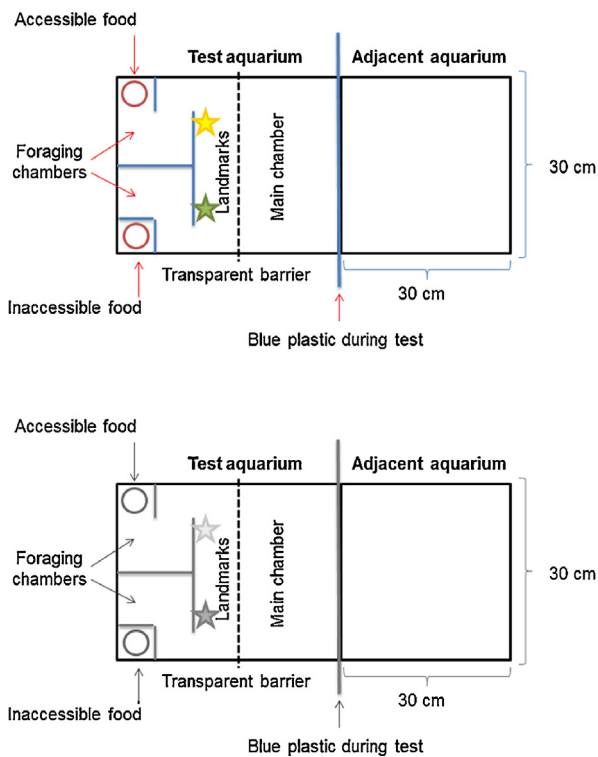 Accessible food
Test aquarium
Adjacent aquarium
Foraging
chambers
Landmarks
Main chamber
30 cm
Transparent barrier
30 cm
Inaccessible food
Blue plastic during test
Accessible food
Test aquarium
Adjacent aquarium
Foraging
chambers
Landmarks
Main chamber
30 cm
Transparent barrier
30 cm
Inaccessible food
Blue plastic during test